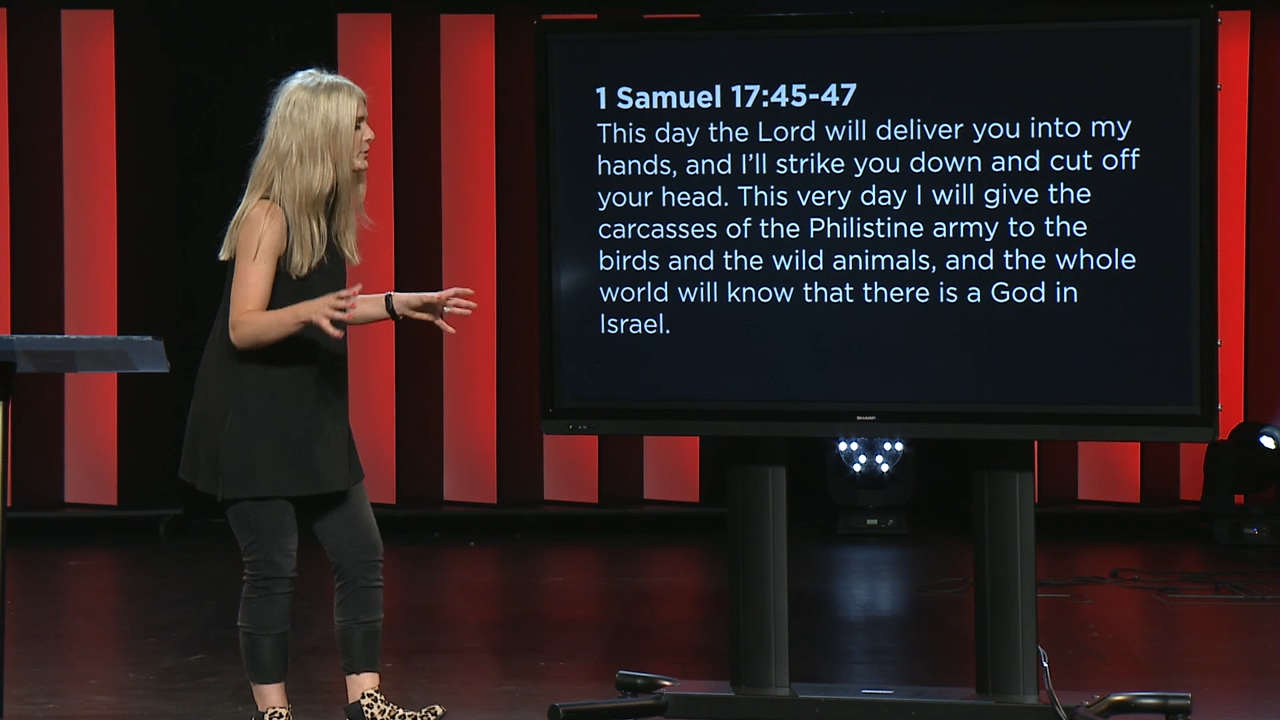 1 Samuel 17:45-47
This day the Lord will deliver you into my
hands, and I'll strike you down and cut off
your head. This very day I will give the
carcasses of the Philistine army to the
birds and the wild animals, and the whole
world will know that there is a God in
Israel.
SHARP